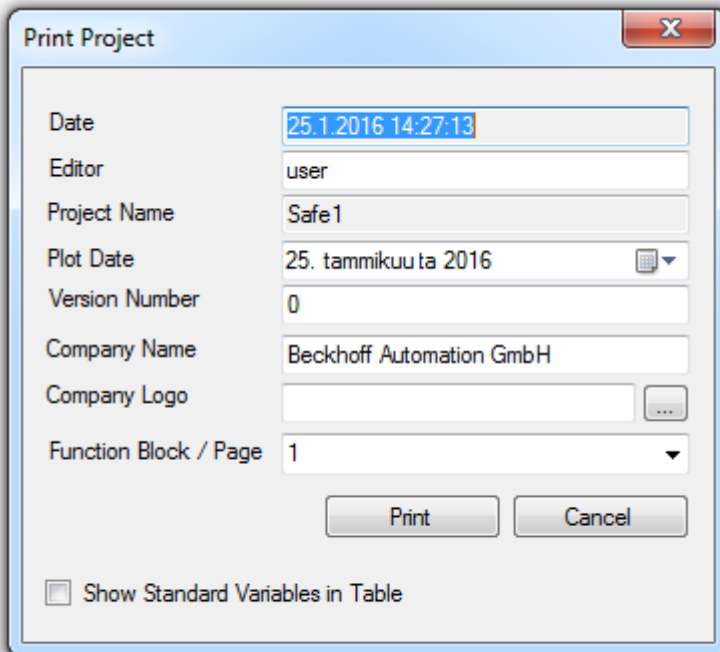 Print Project
Date 25.1.2016 14:27:13
Editor user
Project Name Safe1
Plot Date 25. tammikuuta 2016
Version Number 0
Company Name Beckhoff Automation GmbH
Company Logo ...
Function Block / Page 1
Print Cancel
Show Standard Variables in Table